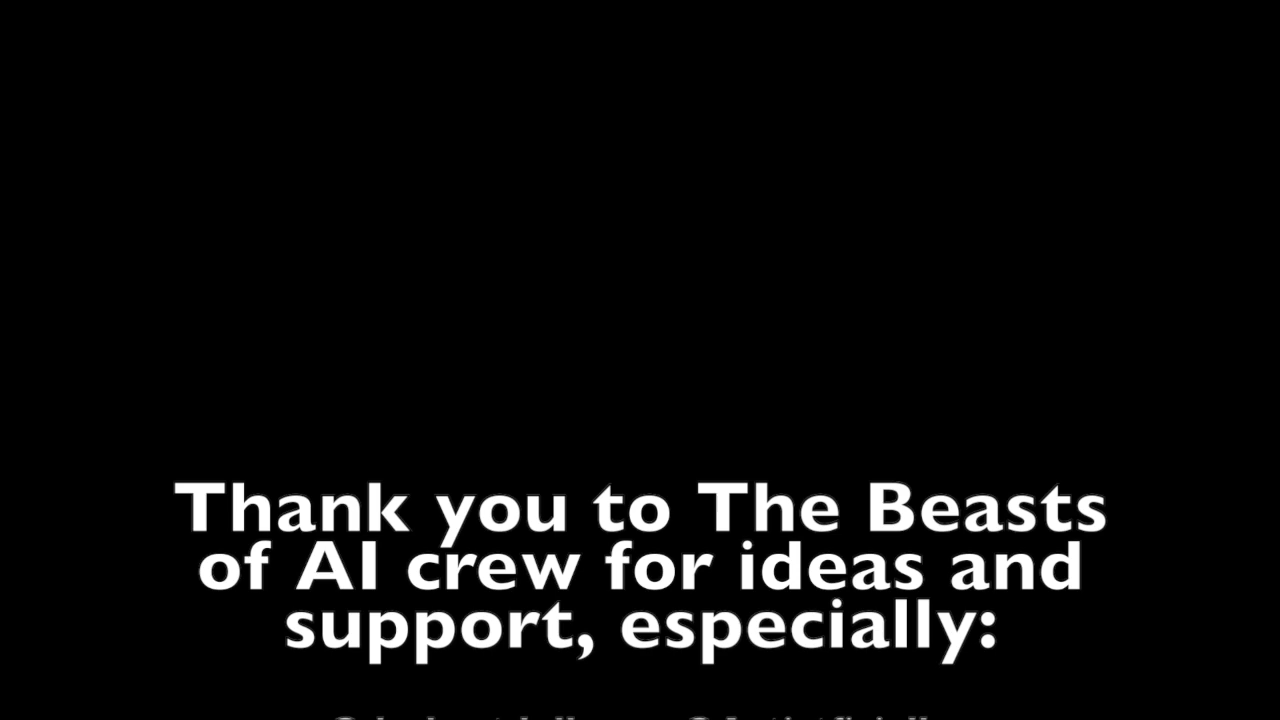 Thank you to The Beasts
of AI crew for ideas and
support, especially: